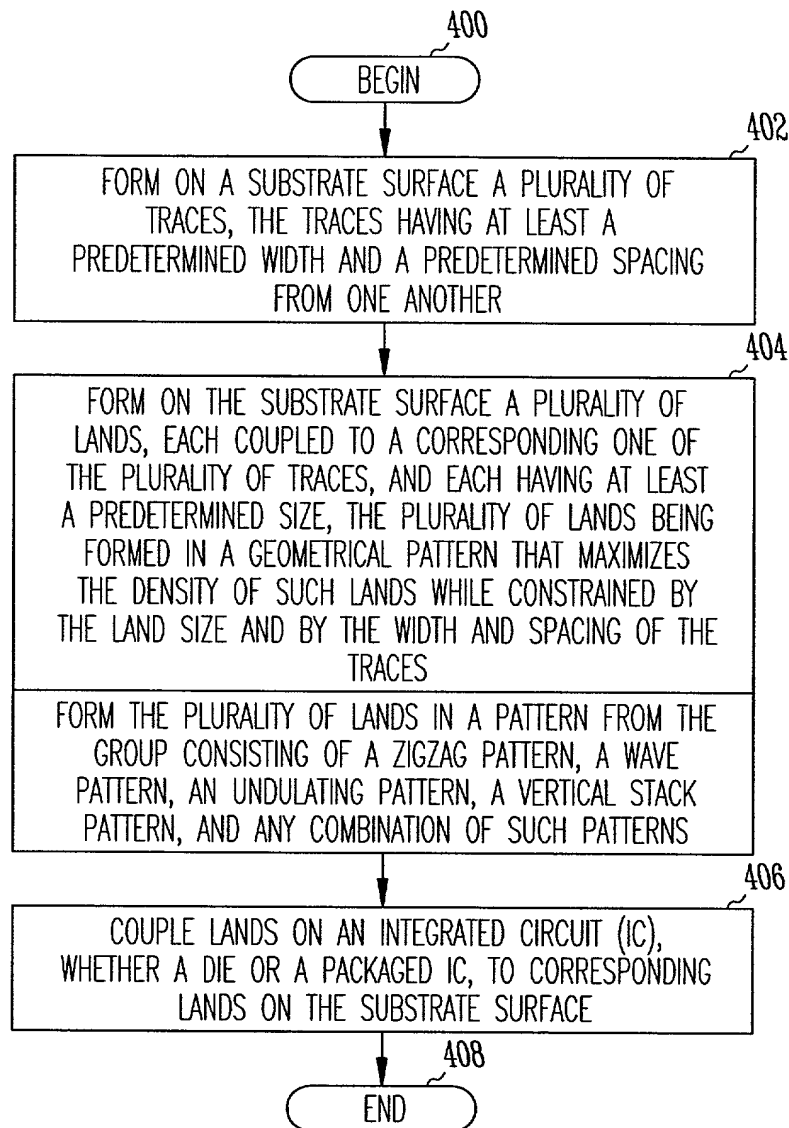 400
BEGIN
402
FORM ON A SUBSTRATE SURFACE A PLURALITY OF
TRACES, THE TRACES HAVING AT LEAST A
PREDETERMINED WIDTH AND A PREDETERMINED SPACING
FROM ONE ANOTHER
404
FORM ON THE SUBSTRATE SURFACE A PLURALITY OF
LANDS, EACH COUPLED TO A CORRESPONDING ONE OF
THE PLURALITY OF TRACES, AND EACH HAVING AT LEAST
A PREDETERMINED SIZE, THE PLURALITY OF LANDS BEING
FORMED IN A GEOMETRICAL PATTERN THAT MAXIMIZES
THE DENSITY OF SUCH LANDS WHILE CONSTRAINED BY
THE LAND SIZE AND BY THE WIDTH AND SPACING OF THE
TRACES
FORM THE PLURALITY OF LANDS IN A PATTERN FROM THE
GROUP CONSISTING OF A ZIGZAG PATTERN, A WAVE
PATTERN, AN UNDULATING PATTERN, A VERTICAL STACK
PATTERN, AND ANY COMBINATION OF SUCH PATTERNS
406
COUPLE LANDS ON AN INTEGRATED CIRCUIT (IC),
WHETHER A DIE OR A PACKAGED IC, TO CORRESPONDING
LANDS ON THE SUBSTRATE SURFACE
408
END